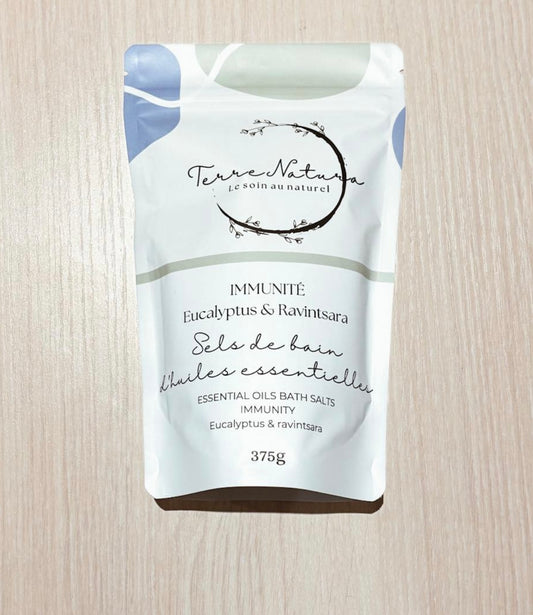 Terre Natura
Le soin au naturel
IMMUNITÉ
Eucalyptus & Ravintsara
Sels de bain
d'huiles essentielles
ESSENTIAL OILS BATH SALTS
IMMUNITY
Eucalyptus & ravintsara
375g